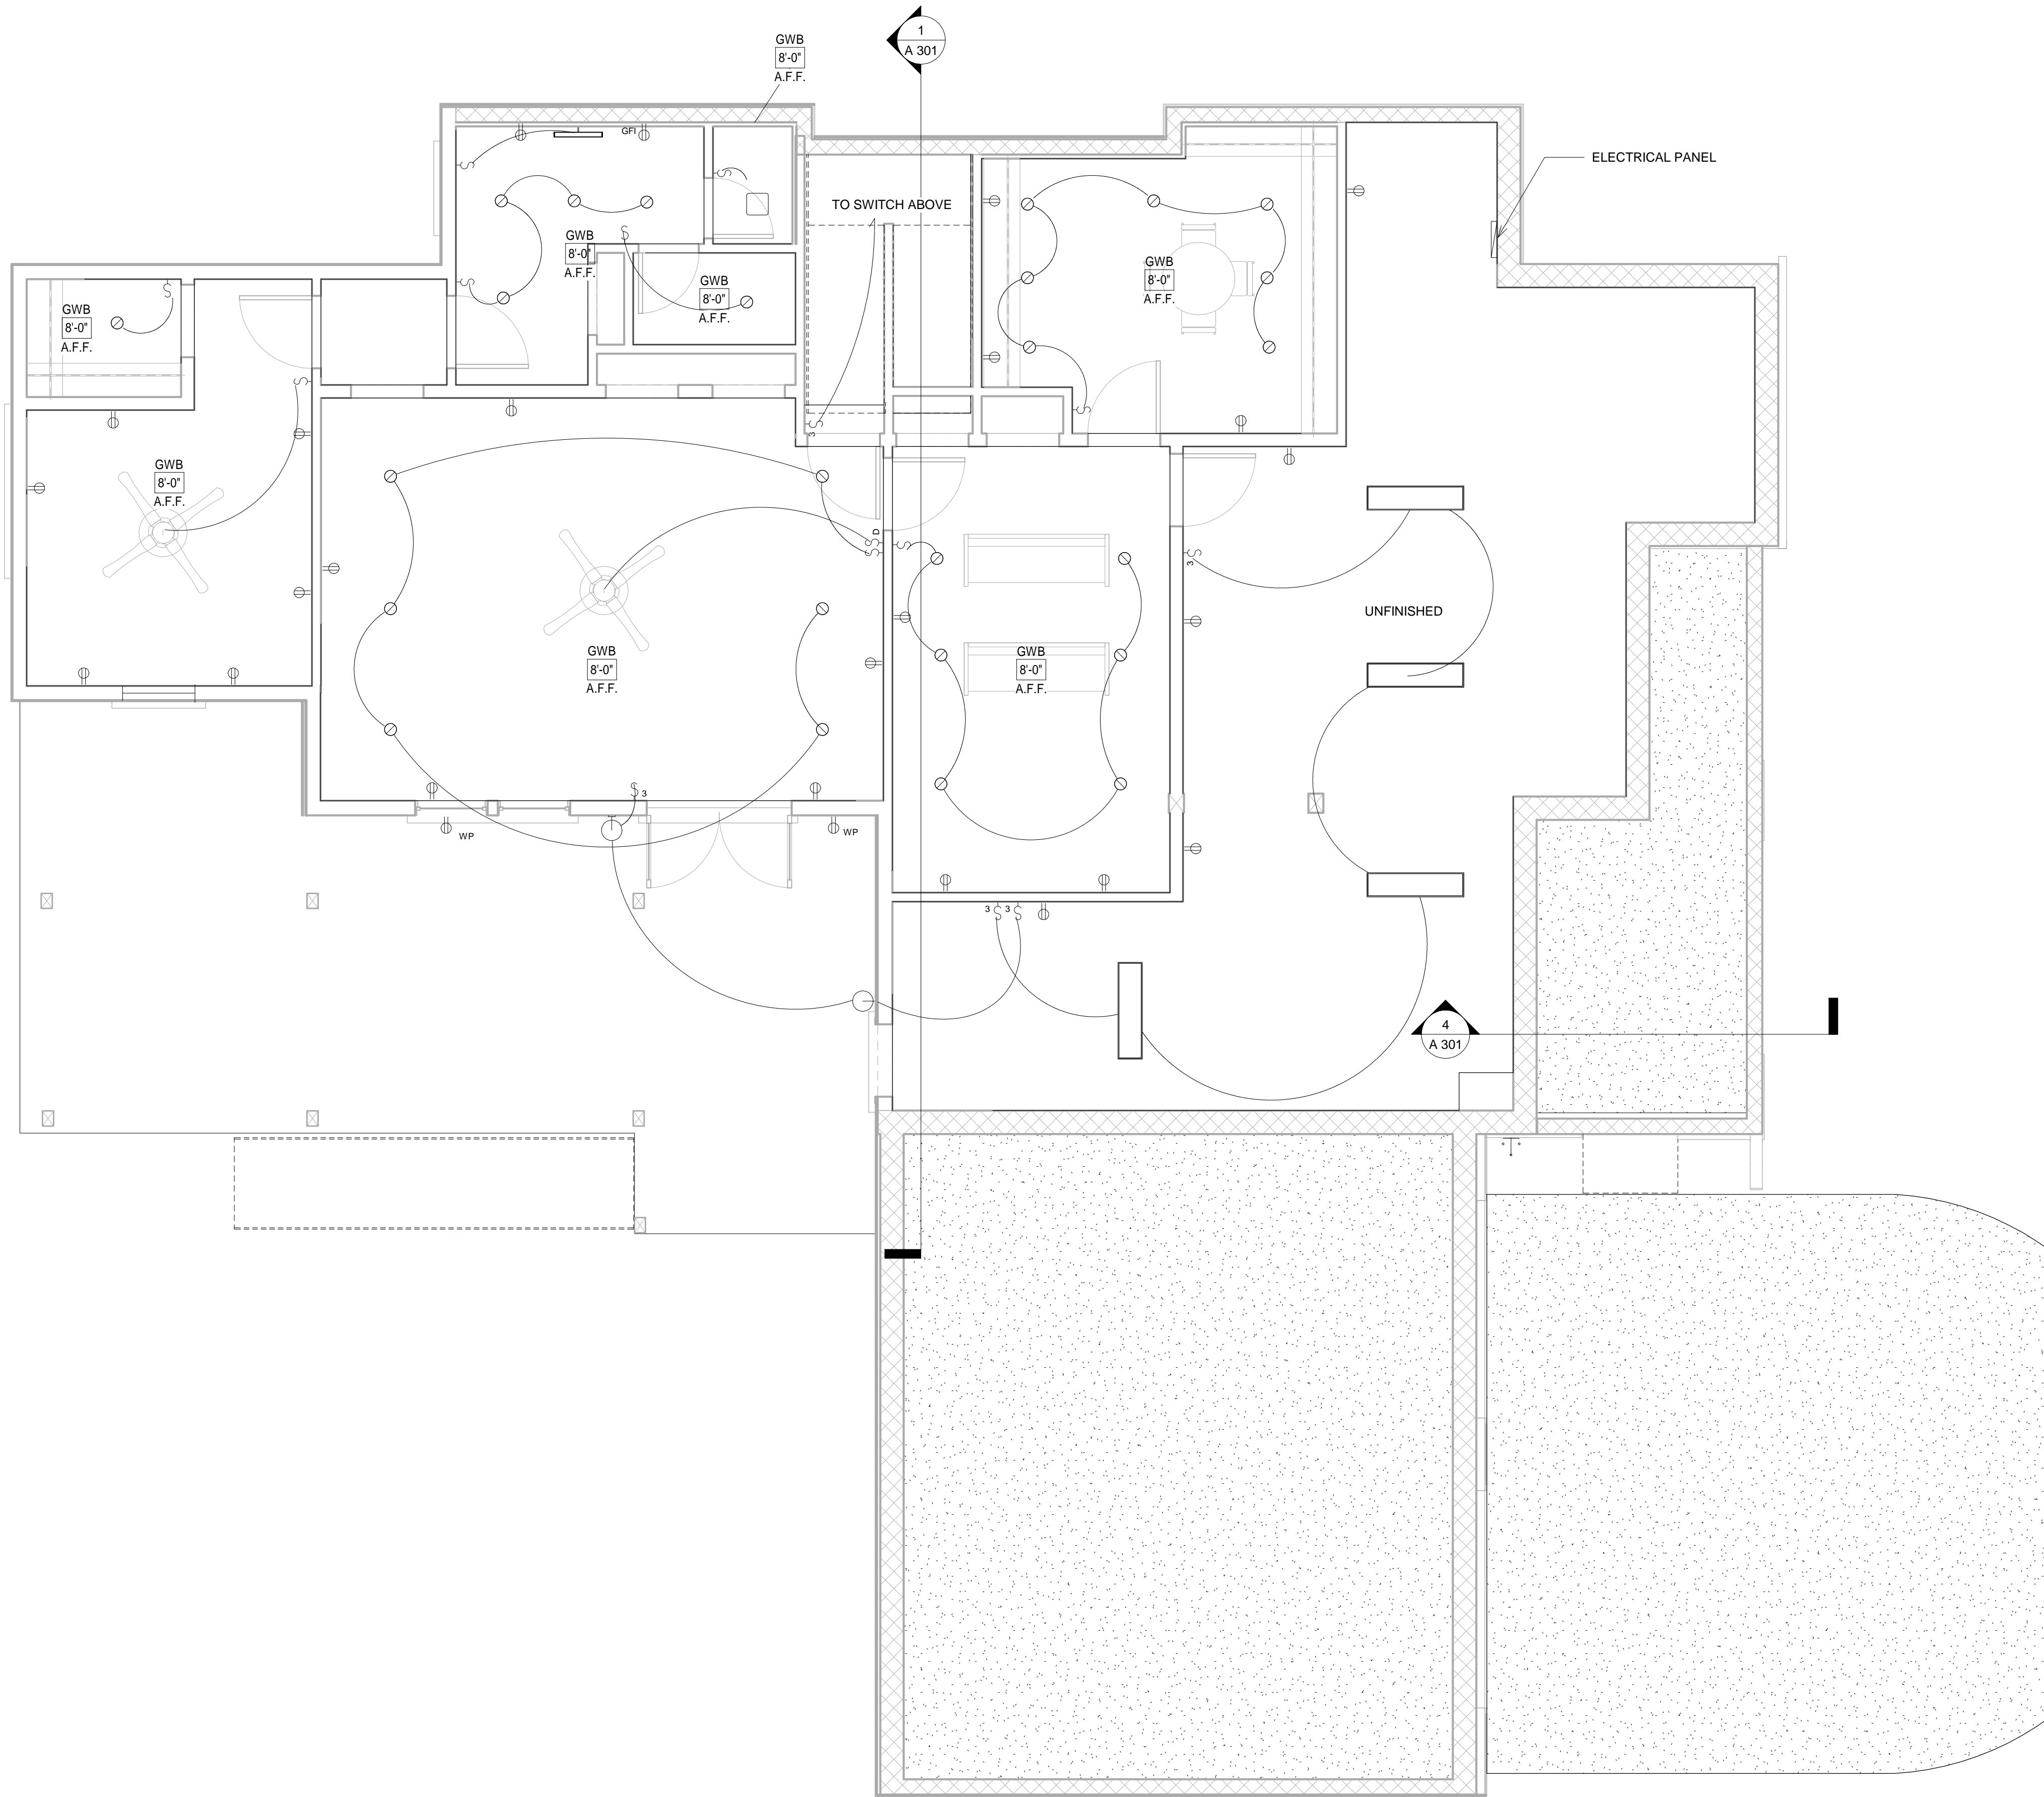 1
A 301
GWB
8'-0"
A.F.F.
GFI
ELECTRICAL PANEL
TO SWITCH ABOVE
GWB
8'-0"
A.F.F.
GWB
8'-0"
A.F.F.
GWB
8'-0"
A.F.F.
GWB
8'-0"
A.F.F.
3
GWB
8'-0"
A.F.F.
D
3
UNFINISHED
GWB
8'-0"
A.F.F.
GWB
8'-0"
A.F.F.
3
WP
WP
3 3
4
A 301